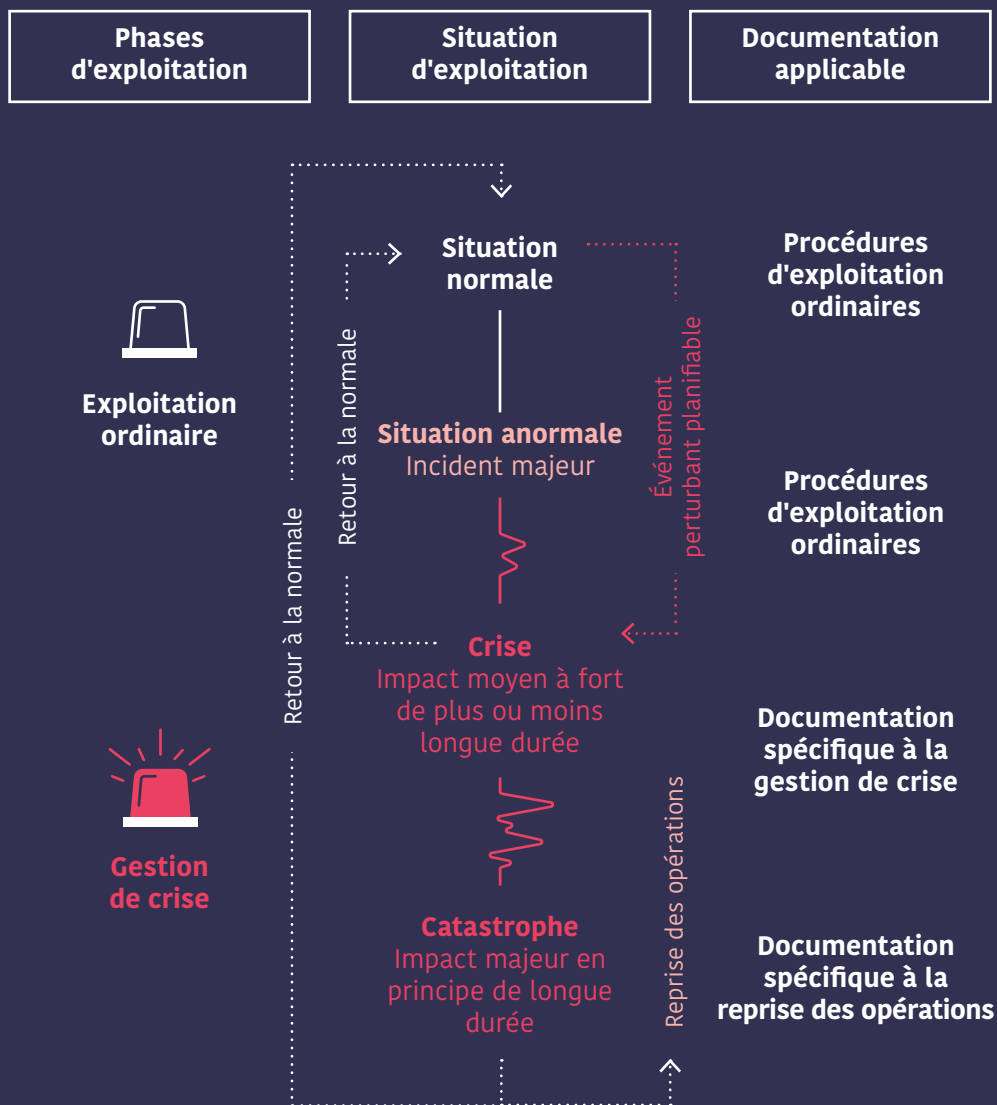 Phases
d'exploitation
Situation
d'exploitation
Documentation
applicable
Situation
normale
Procédures
d'exploitation
ordinaires
Exploitation
ordinaire
Retour à la normale
Retour à la normale
Situation anormale
Incident majeur
Événement
perturbant planifiable
Procédures
d'exploitation
ordinaires
Crise
Impact moyen à fort
de plus ou moins
longue durée
Documentation
spécifique à la
gestion de crise
Gestion
de crise
Catastrophe
Impact majeur en
principe de longue
durée
Reprise des opérations
Documentation
spécifique à la
reprise des opérations